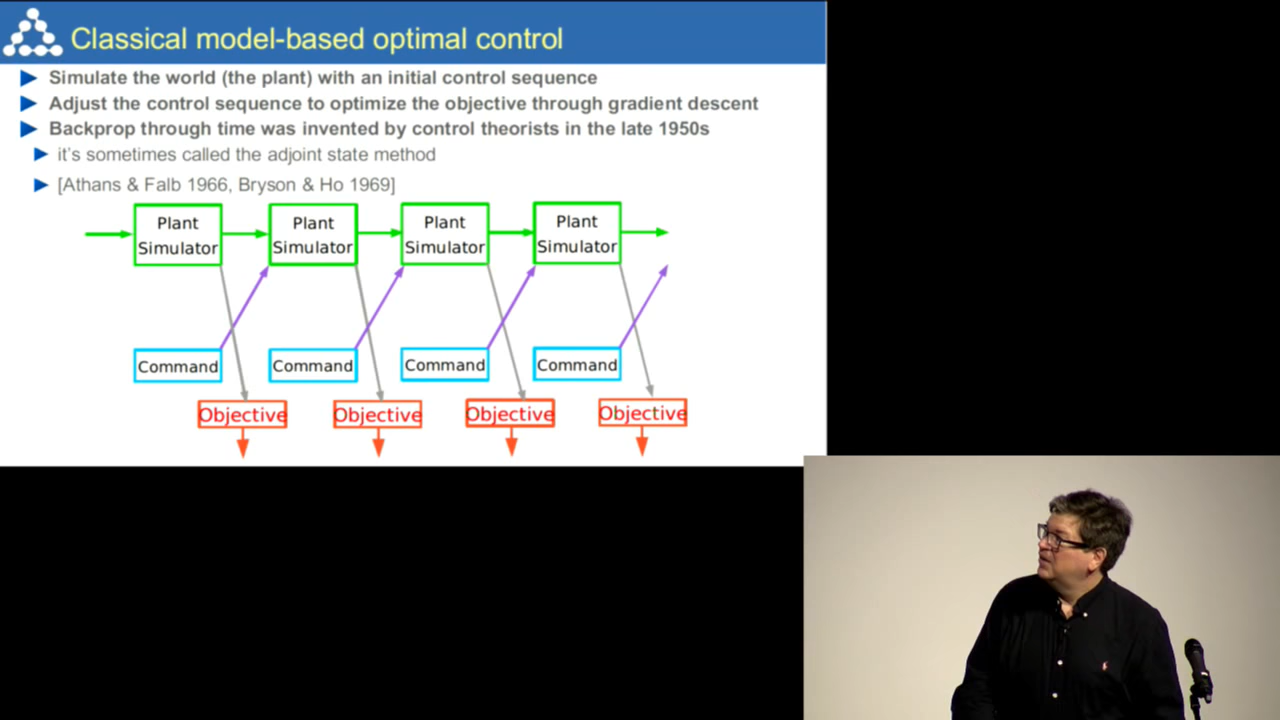 Classical model-based optimal control
Simulate the world (the plant) with an initial control sequence
Adjust the control sequence to optimize the objective through gradient descent
Backprop through time was invented by control theorists in the late 1950s
it's sometimes called the adjoint state method
[Athans & Falb 1966, Bryson & Ho 1969]
Plant
Simulator
Plant
Simulator
Plant
Simulator
Plant
Simulator
Command
Command
Command
Command
Objective
Objective
Objective
Objective